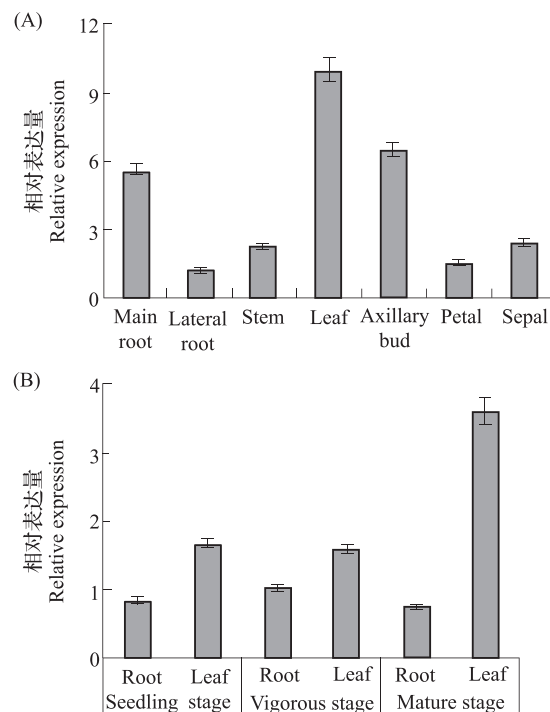 (A)
12
9
6
3
0
相对表达量
Relative expression
Main root
Lateral root
Stem
Leaf
Axillary bud
Petal
Sepal
(B)
4
3
2
1
0
相对表达量
Relative expression
Root Leaf Root Leaf Root Leaf
Seedling stage Vigorous stage Mature stage